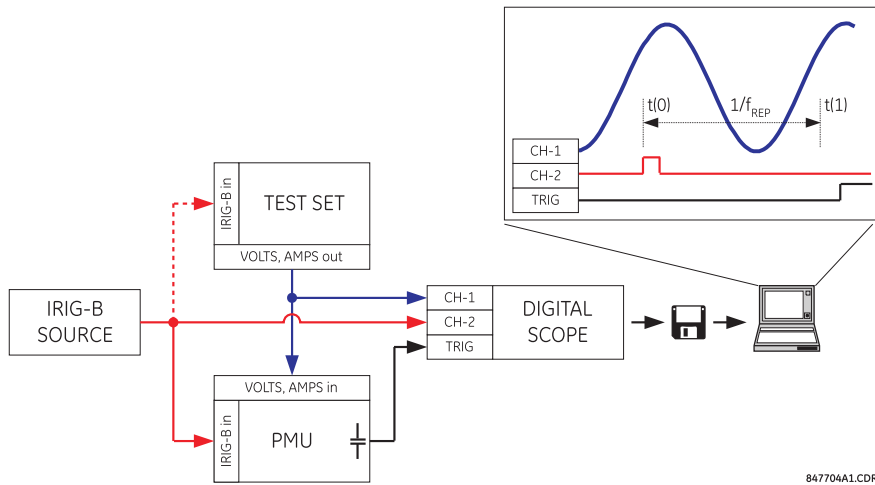 t(0)
1/fREP
t(1)
CH-1
CH-2
TRIG
IRIG-B in
TEST SET
VOLTS, AMPS out
IRIG-B
SOURCE
CH-1
CH-2
TRIG
DIGITAL
SCOPE
VOLTS, AMPS in
IRIG-B in
PMU
847704A1.CDR